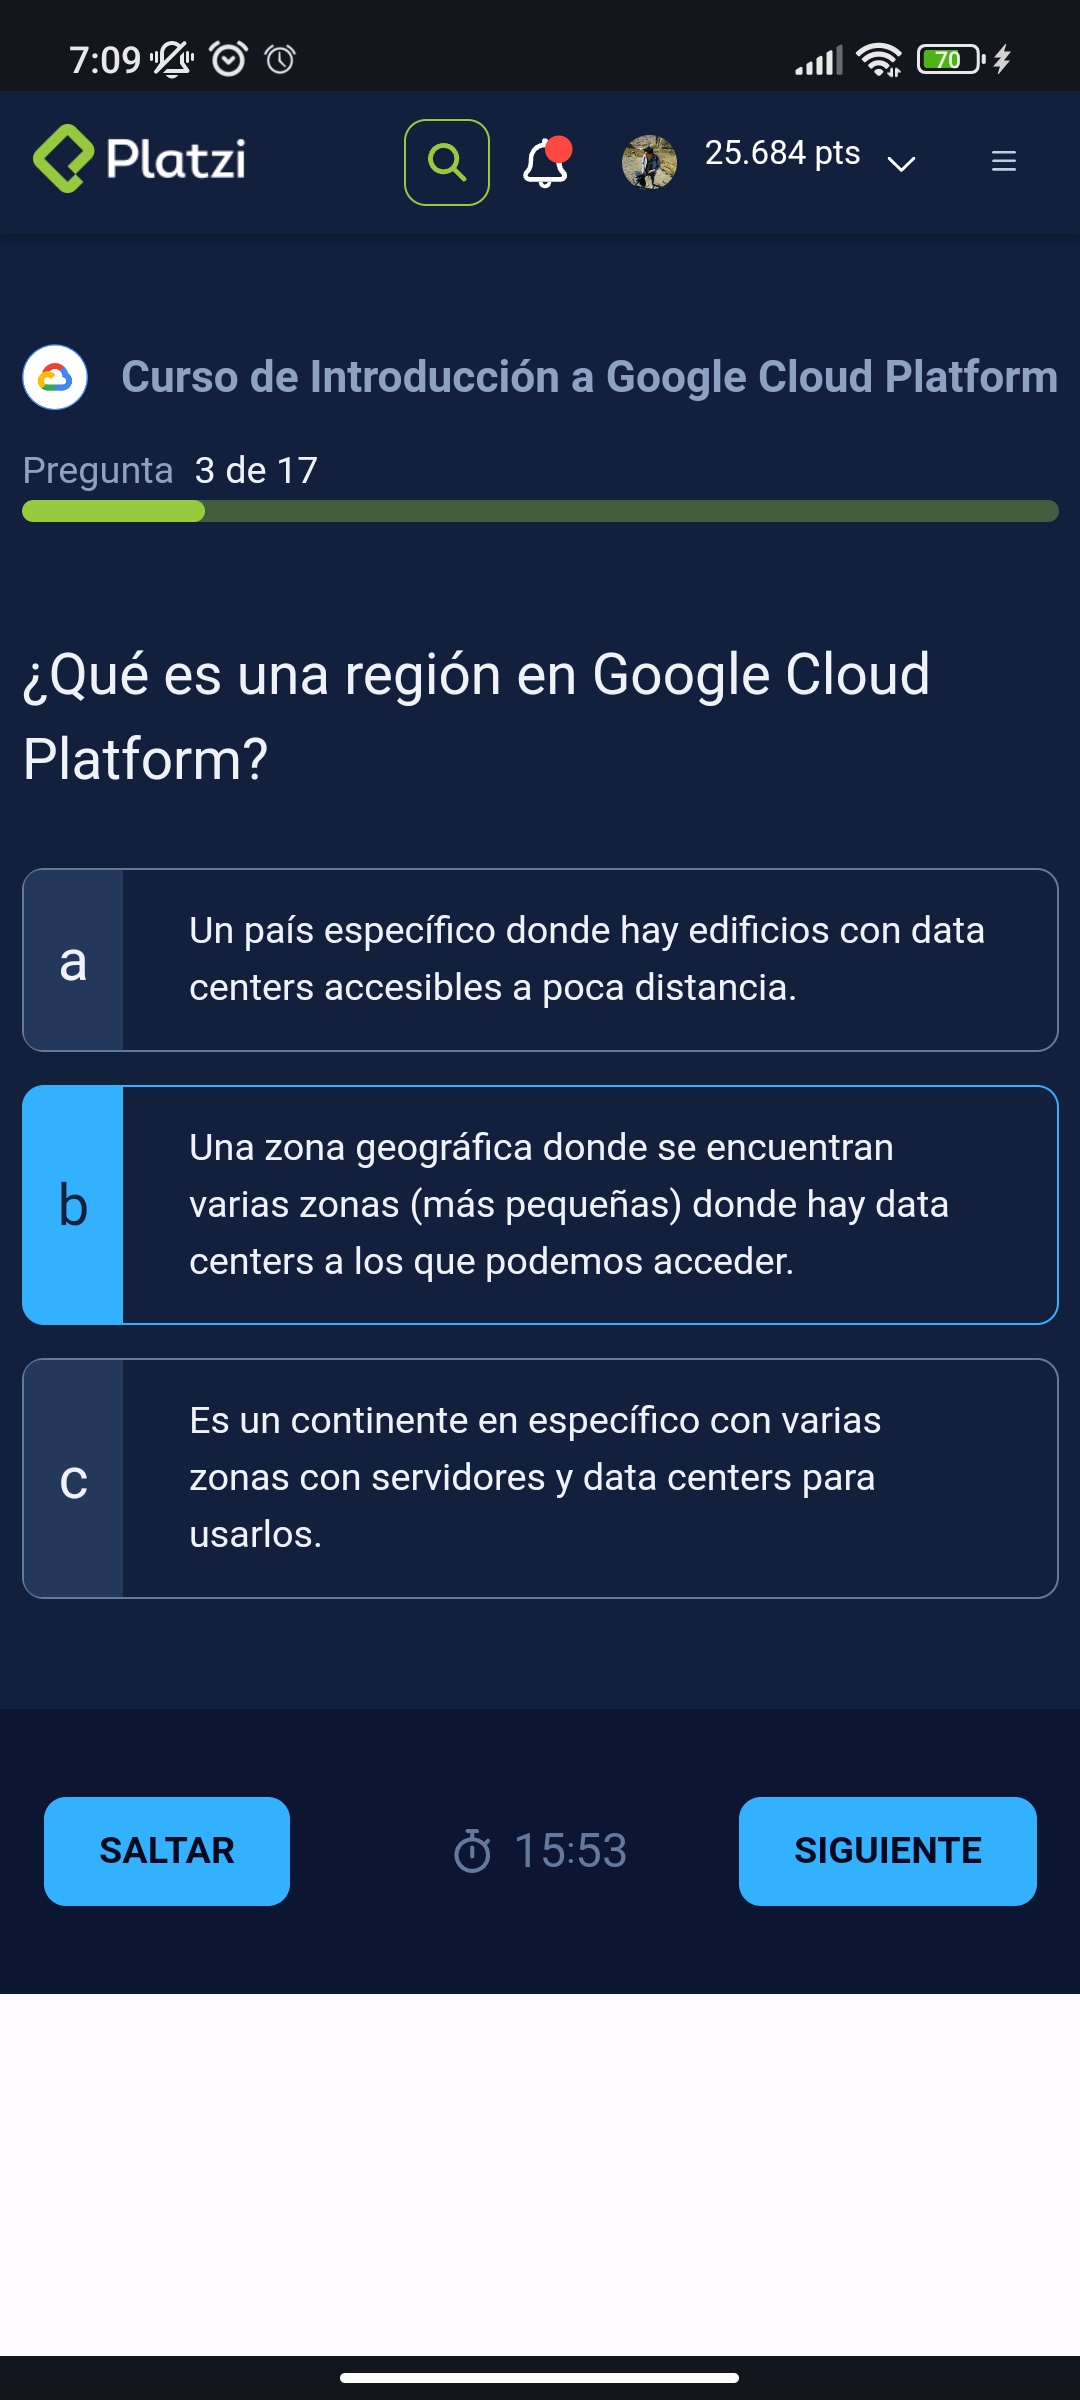 7:09
70
Platzi
25.684 pts
Curso de Introducción a Google Cloud Platform
Pregunta 3 de 17
¿Qué es una región en Google Cloud
Platform?
a
Un país específico donde hay edificios con data
centers accesibles a poca distancia.
b
Una zona geográfica donde se encuentran
varias zonas (más pequeñas) donde hay data
centers a los que podemos acceder.
c
Es un continente en específico con varias
zonas con servidores y data centers para
usarlos.
SALTAR
15:53
SIGUIENTE